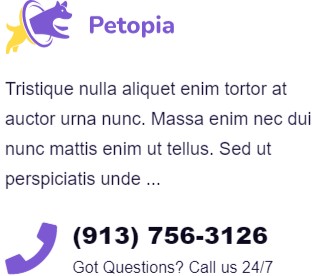 Petopia
Tristique nulla aliquet enim tortor at
auctor urna nunc. Massa enim nec dui
nunc mattis enim ut tellus. Sed ut
perspiciatis unde ...
(913) 756-3126
Got Questions? Call us 24/7